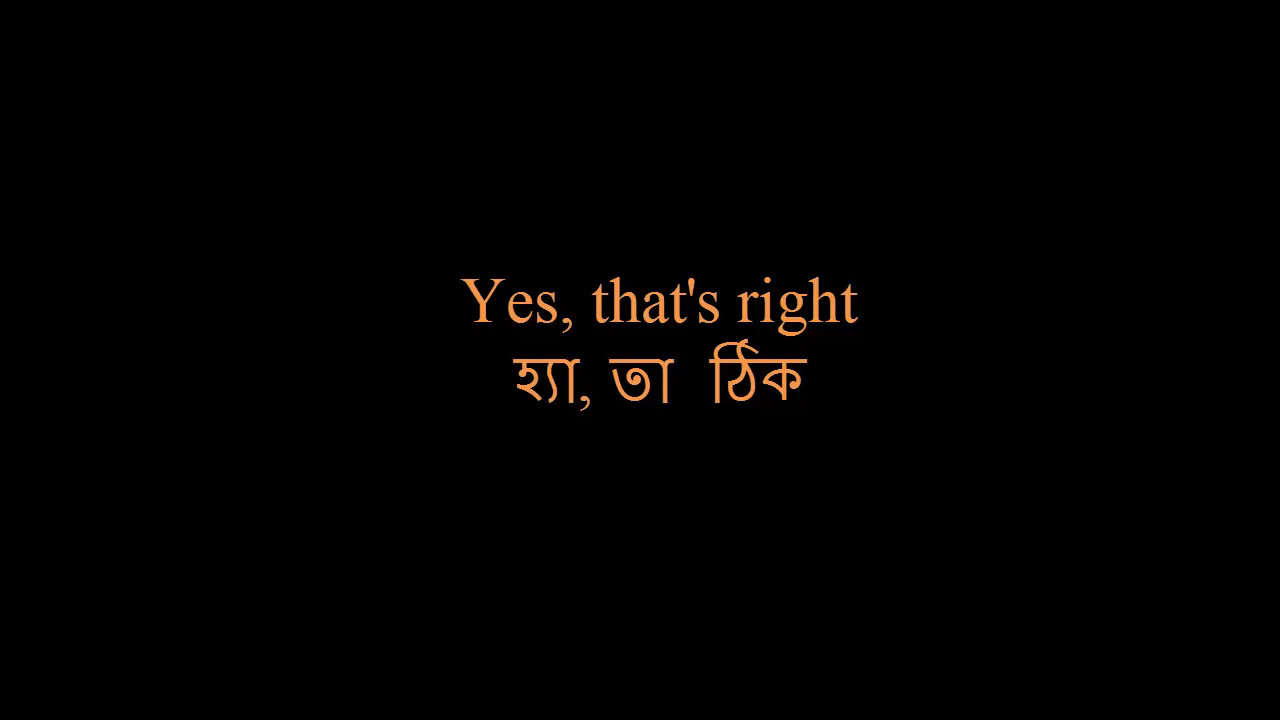 Yes, that's right
হ্যা, তা ঠিক